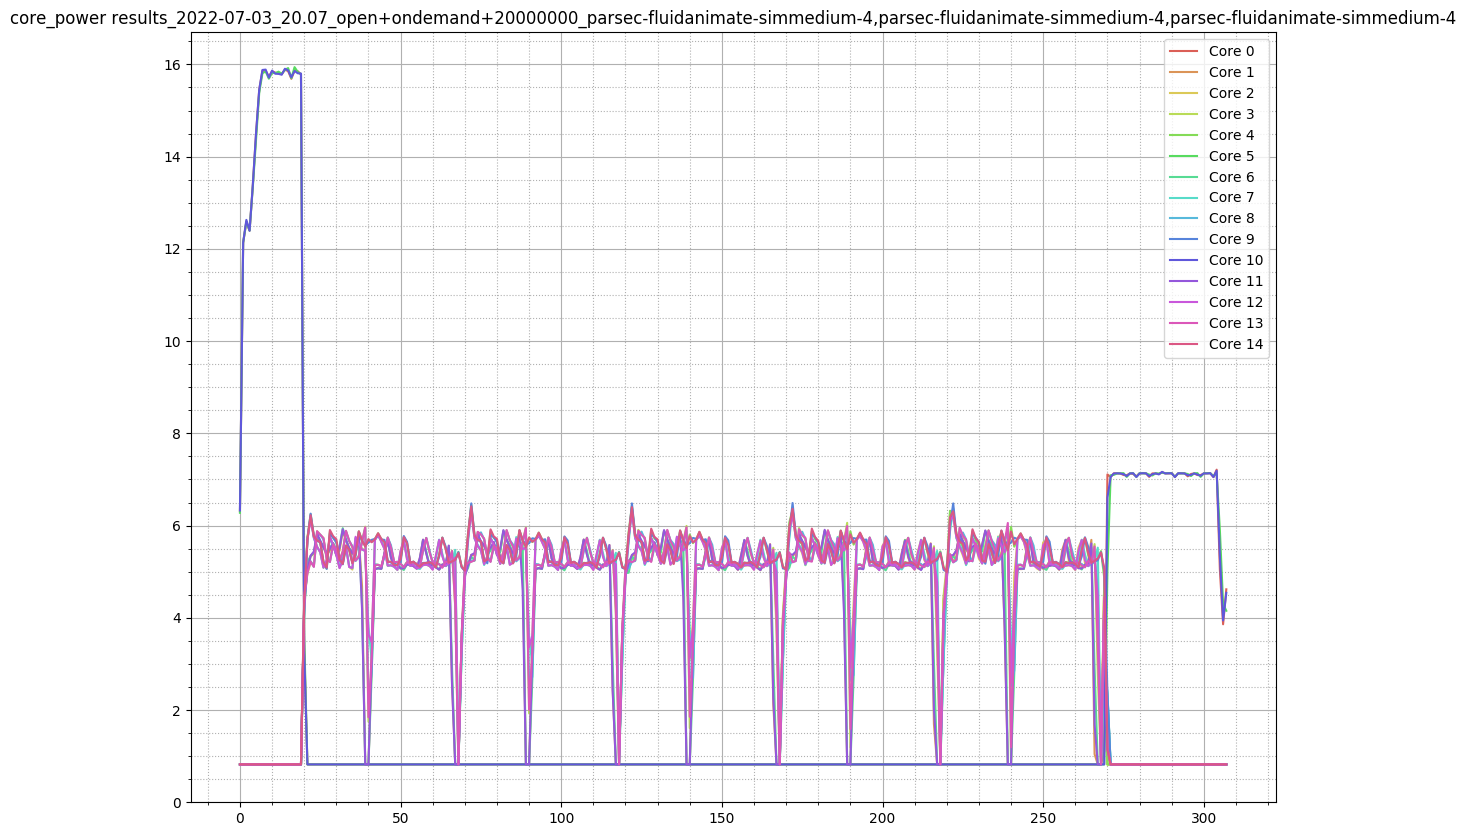 core_power results_2022-07-03_20.07_open+ondemand+20000000_parsec-fluidanimate-simmedium-4,parsec-fluidanimate-simmedium-4,parsec-fluidanimate-simmedium-4
Core 0
Core 1
Core 2
Core 3
Core 4
Core 5
Core 6
Core 7
Core 8
Core 9
Core 10
Core 11
Core 12
Core 13
Core 14
16
14
12
10
8
6
4
2
0
0 50 100 150 200 250 300